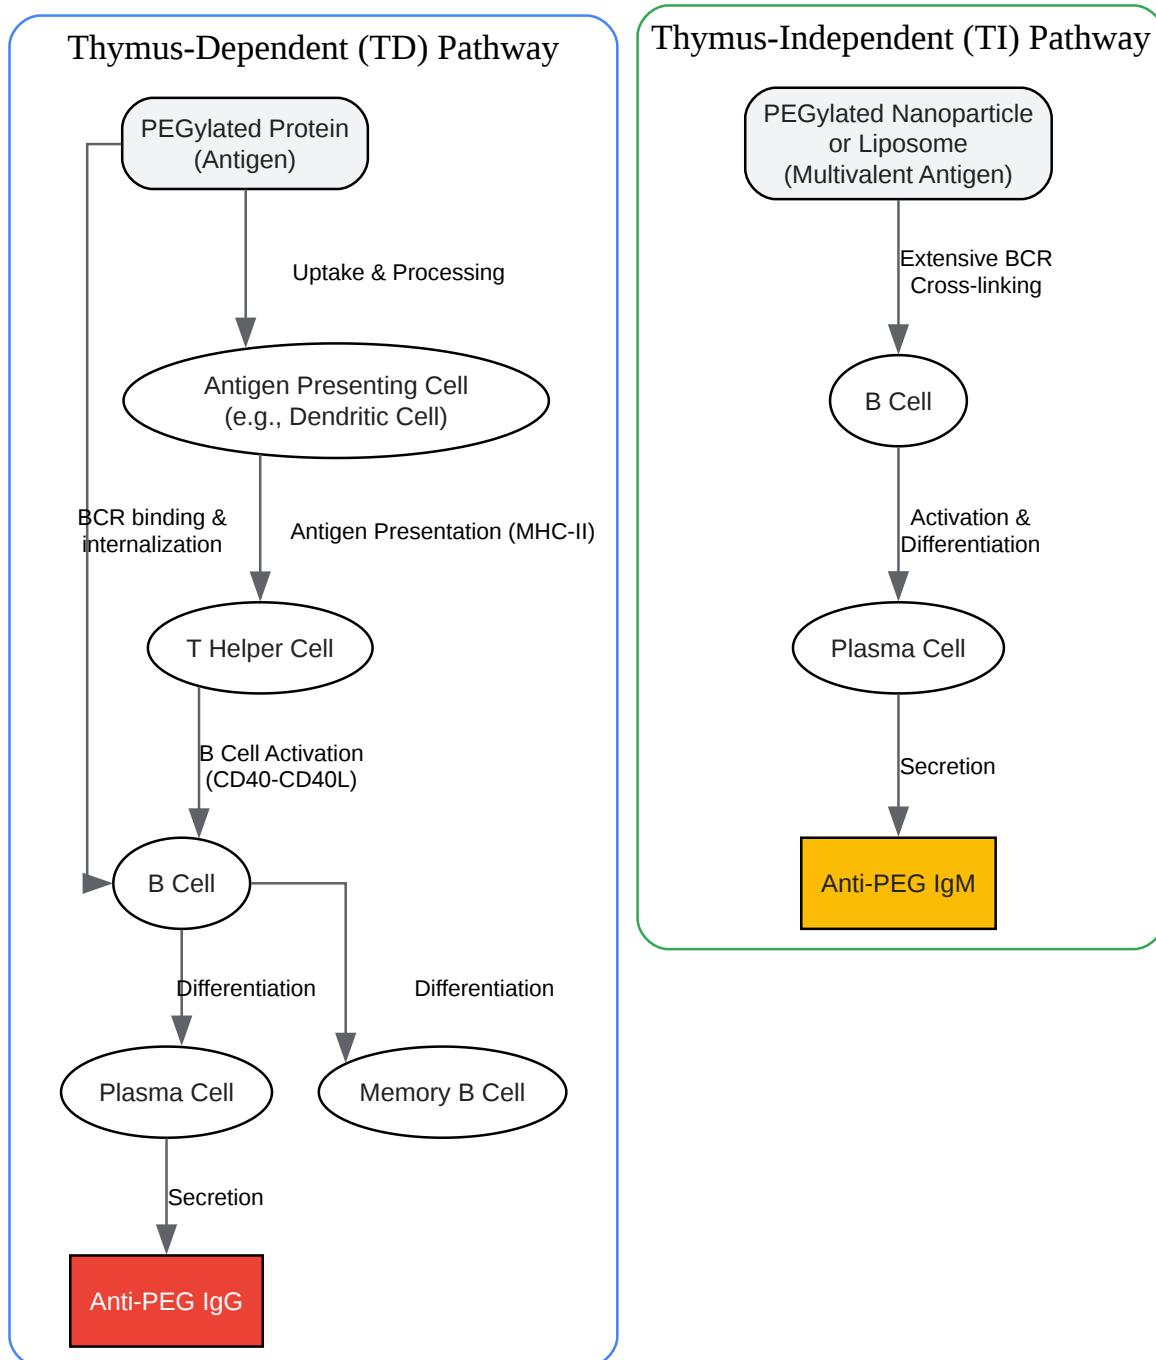 Thymus-Dependent (TD) Pathway
PEGylated Protein
(Antigen)
Uptake & Processing
Antigen Presenting Cell
(e.g., Dendritic Cell)
BCR binding &
internalization
Antigen Presentation (MHC-II)
T Helper Cell
B Cell Activation
(CD40-CD40L)
B Cell
Differentiation
Differentiation
Plasma Cell
Memory B Cell
Secretion
Anti-PEG IgG
Thymus-Independent (TI) Pathway
PEGylated Nanoparticle
or Liposome
(Multivalent Antigen)
Extensive BCR
Cross-linking
B Cell
Activation &
Differentiation
Plasma Cell
Secretion
Anti-PEG IgM